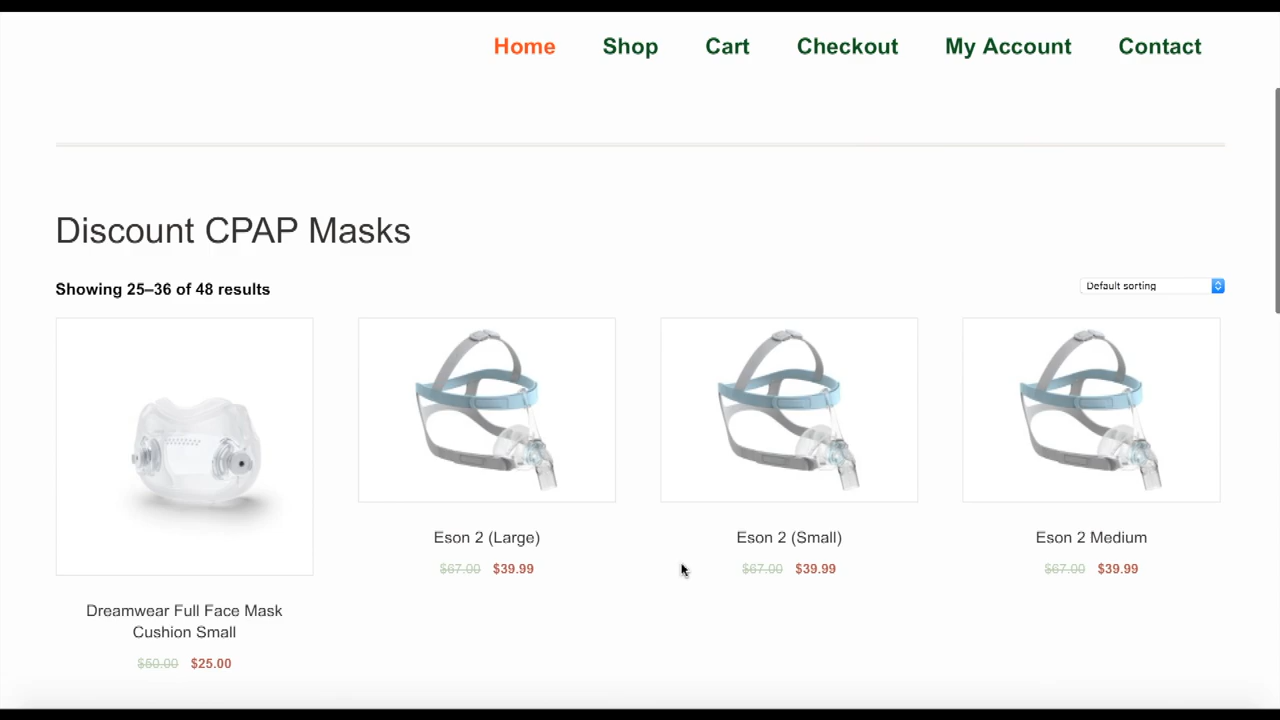 Home Shop Cart Checkout My Account Contact
Discount CPAP Masks
Showing 25–36 of 48 results
Default sorting
Eson 2 (Large)
$67.00 $39.99
Eson 2 (Small)
$67.00 $39.99
Eson 2 Medium
$67.00 $39.99
Dreamwear Full Face Mask
Cushion Small
$50.00 $25.00